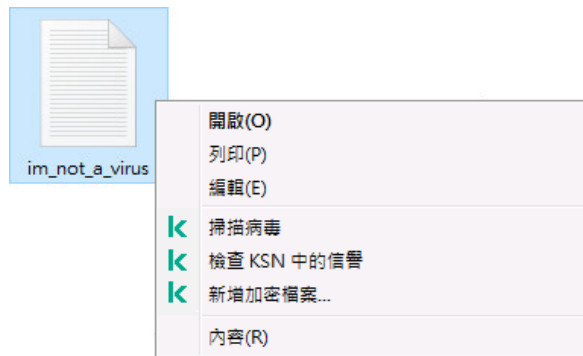 im_not_a_virus
開啟(O)
列印(P)
編輯(E)
掃描病毒
檢查 KSN 中的信譽
新增加密檔案...
內容(R)